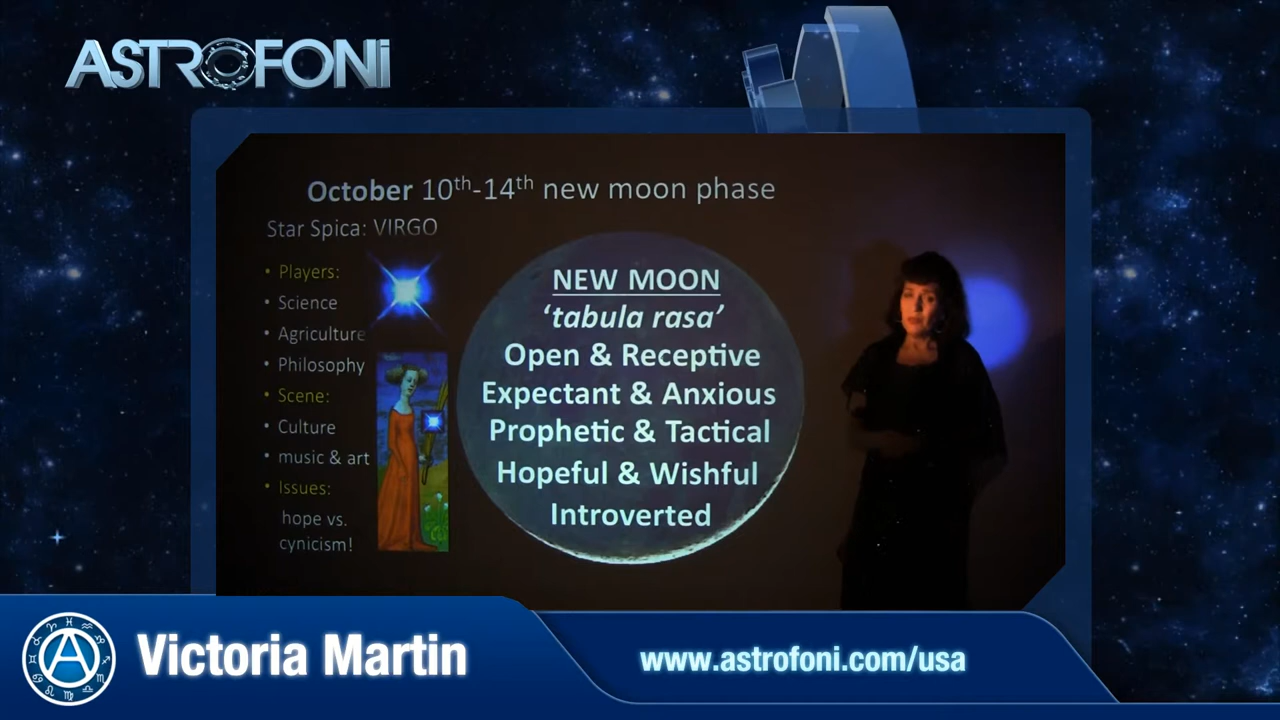 ASTROFONi
October 10th-14th new moon phase
Star Spica: VIRGO
• Players:
• Science
• Agriculture
• Philosophy
• Scene:
• Culture
• music & art
• Issues:
hope vs.
cynicism!
NEW MOON
‘tabula rasa’
Open & Receptive
Expectant & Anxious
Prophetic & Tactical
Hopeful & Wishful
Introverted
Victoria Martin
www.astrofoni.com/usa